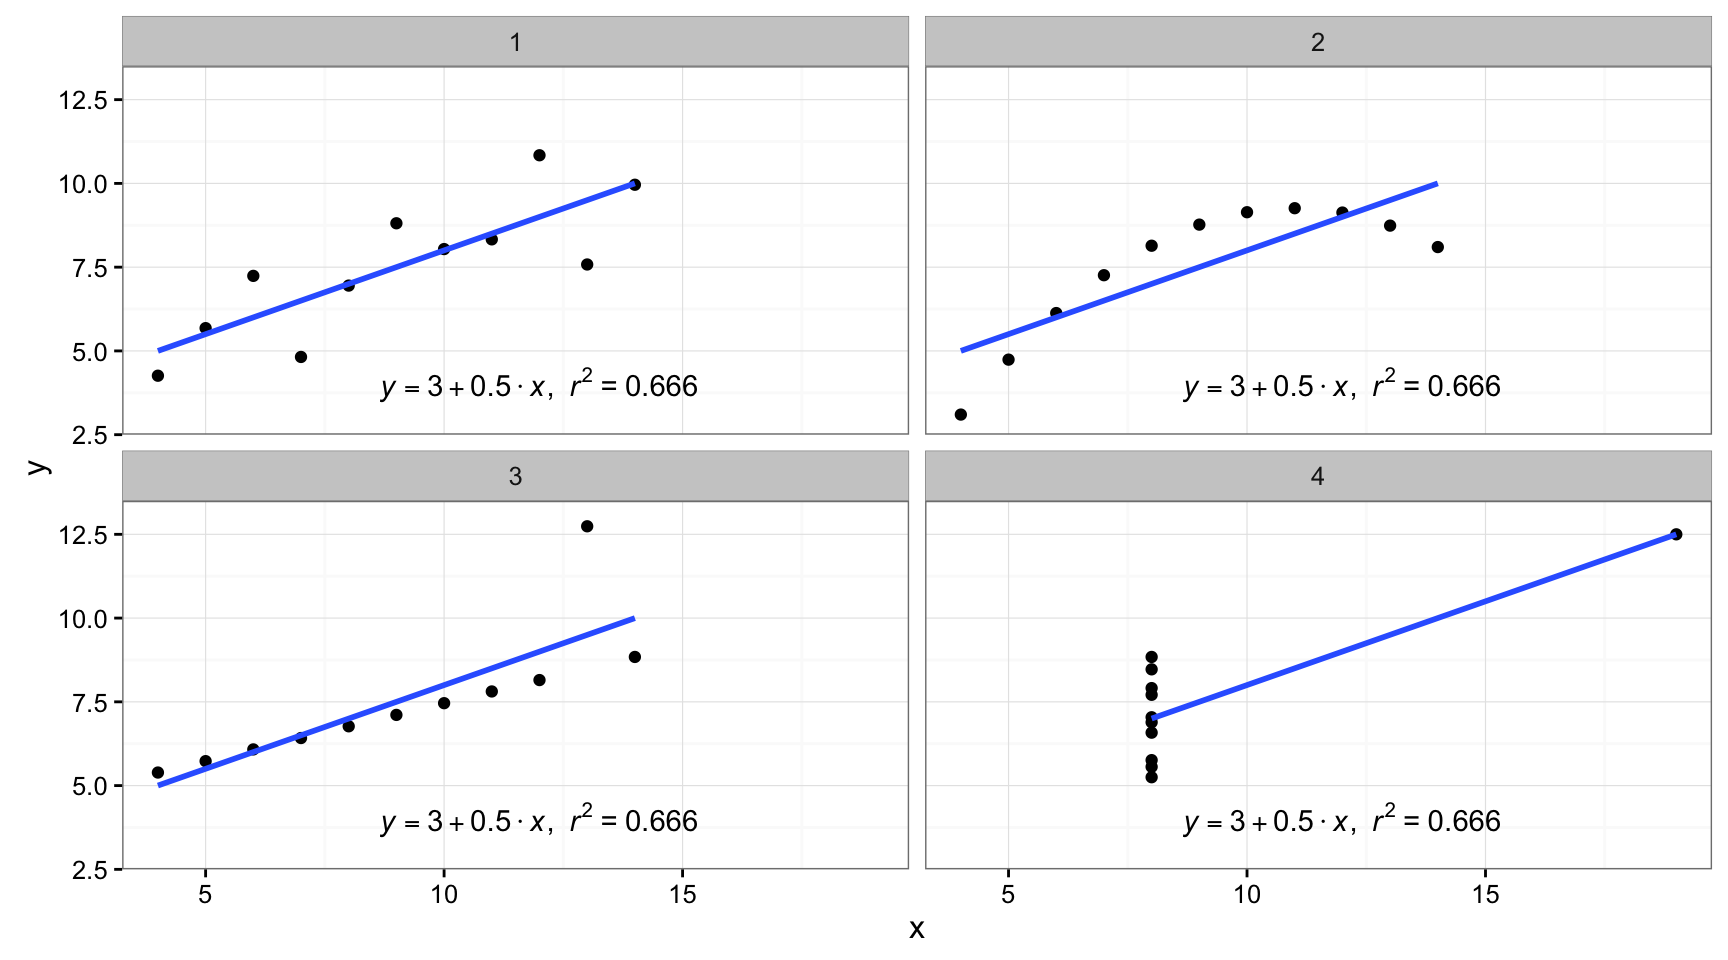 1
2
12.5
10.0
7.5
5.0
2.5
y = 3 + 0.5 · x, r² = 0.666
y = 3 + 0.5 · x, r² = 0.666
y
3
4
12.5
10.0
7.5
5.0
2.5
y = 3 + 0.5 · x, r² = 0.666
y = 3 + 0.5 · x, r² = 0.666
5 10 15
5 10 15
x